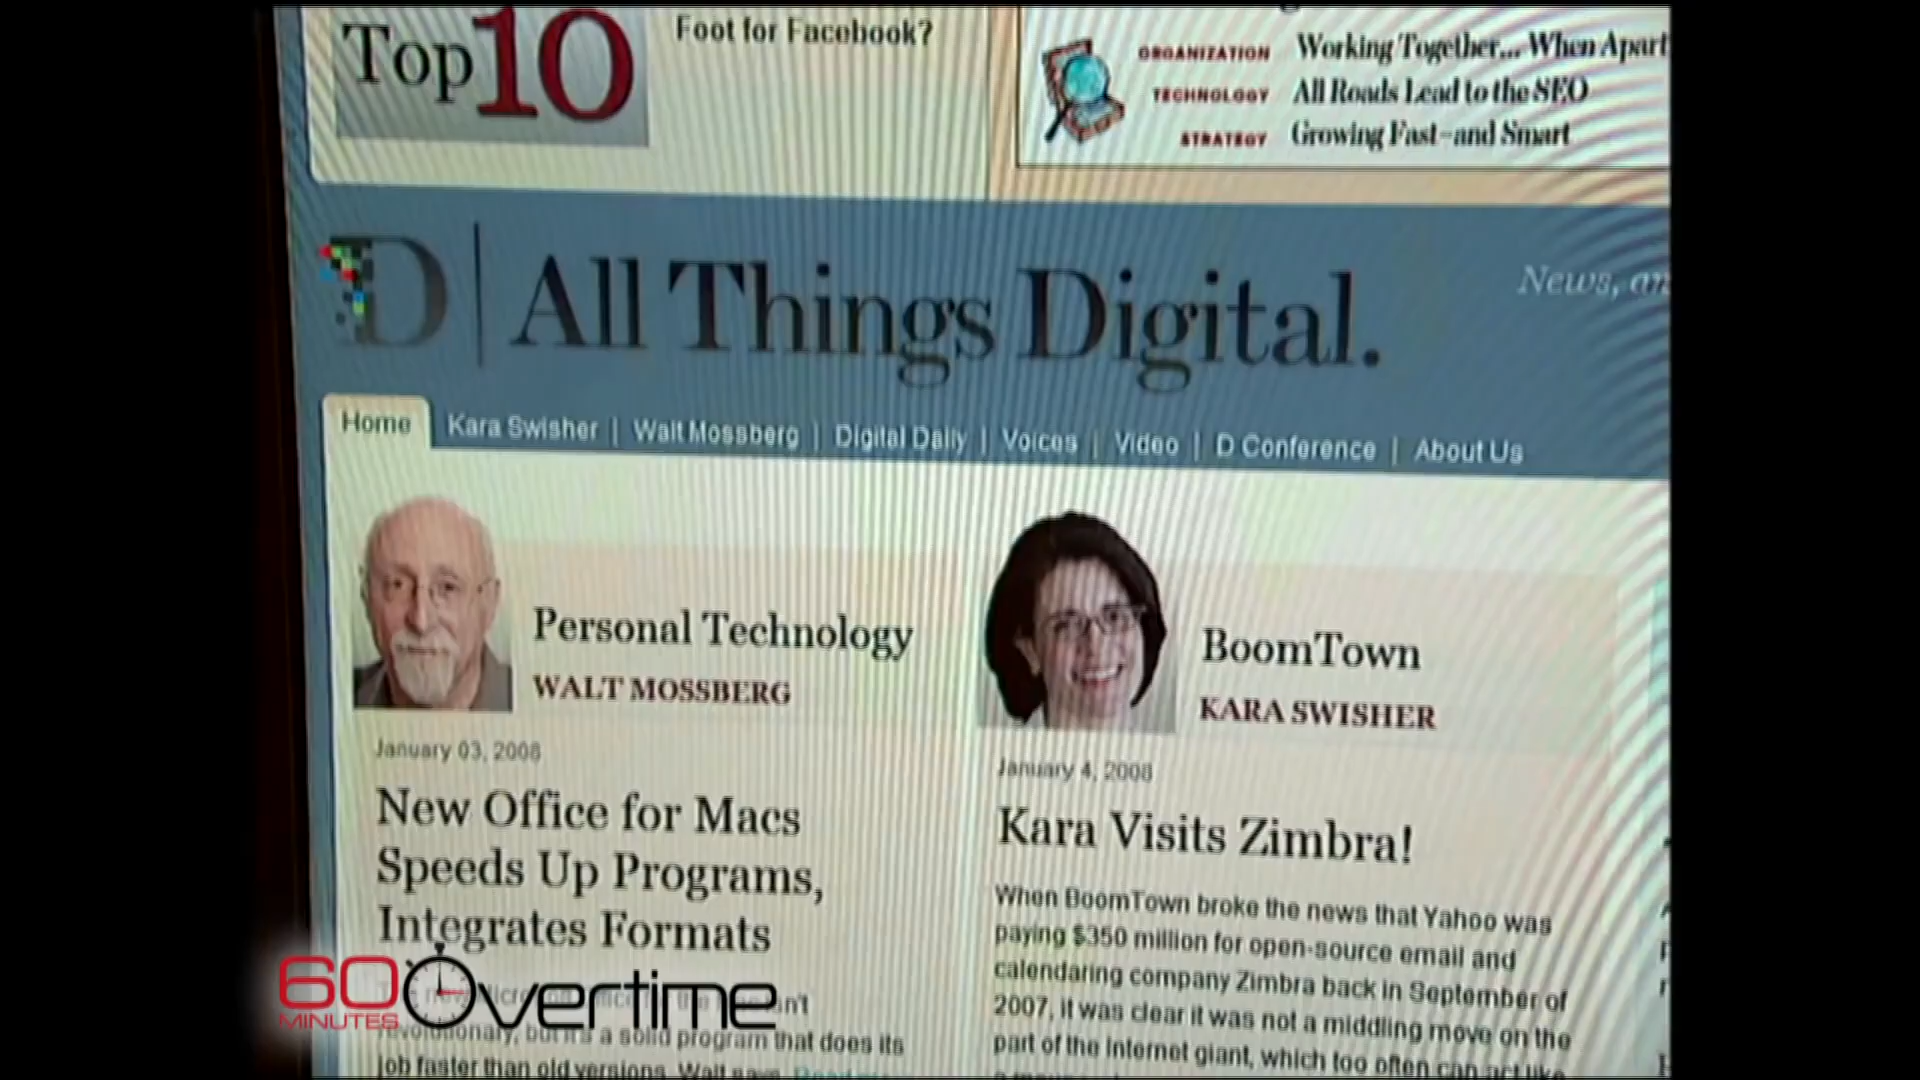 Top 10
Foot for Facebook?
ORGANIZATION Working Together... When Apart
TECHNOLOGY All Roads Lead to the SEO
STRATEGY Growing Fast–and Smart
D | All Things Digital.
News, an
Home
Kara Swisher | Walt Mossberg | Digital Daily | Voices | Video | D Conference | About Us
Personal Technology
WALT MOSSBERG
January 03, 2008
New Office for Macs
Speeds Up Programs,
Integrates Formats
revolutionary, but it's a solid program that does its
job faster than old versions, Walt says.
BoomTown
KARA SWISHER
January 4, 2008
Kara Visits Zimbra!
When BoomTown broke the news that Yahoo was
paying $350 million for open-source email and
calendaring company Zimbra back in September of
2007, it was clear it was not a middling move on the
part of the Internet giant, which too often can act like
60 MINUTES Overtime